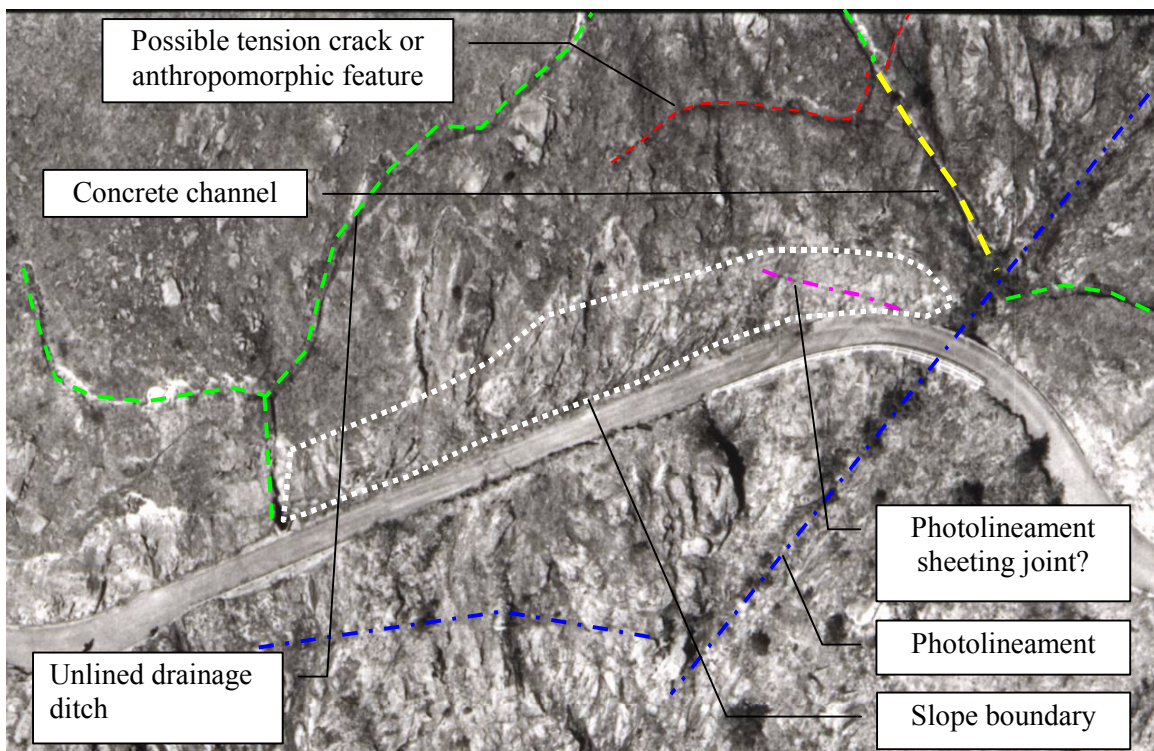 Possible tension crack or
anthropomorphic feature
Concrete channel
Photolineament
sheeting joint?
Photolineament
Unlined drainage
ditch
Slope boundary